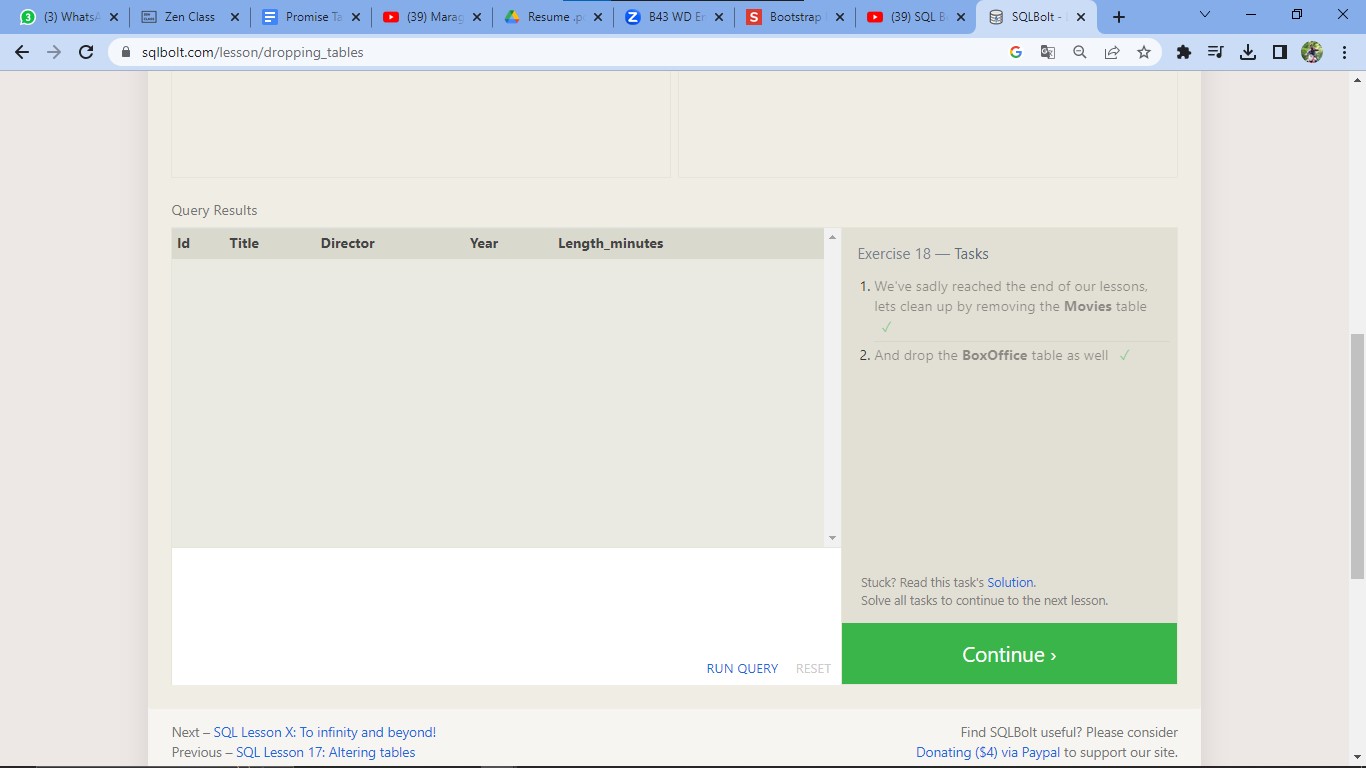 (3) WhatsA
Zen Class
Promise Ta
(39) Marag
Resume .p
B43 WD En
Bootstrap
(39) SQL B
SQLBolt -
sqlbolt.com/lesson/dropping_tables
Query Results
Id Title Director Year Length_minutes
Exercise 18 — Tasks
1. We've sadly reached the end of our lessons,
lets clean up by removing the Movies table
✓
2. And drop the BoxOffice table as well ✓
Stuck? Read this task's Solution.
Solve all tasks to continue to the next lesson.
RUN QUERY RESET
Continue ›
Next – SQL Lesson X: To infinity and beyond!
Previous – SQL Lesson 17: Altering tables
Find SQLBolt useful? Please consider
Donating ($4) via Paypal to support our site.